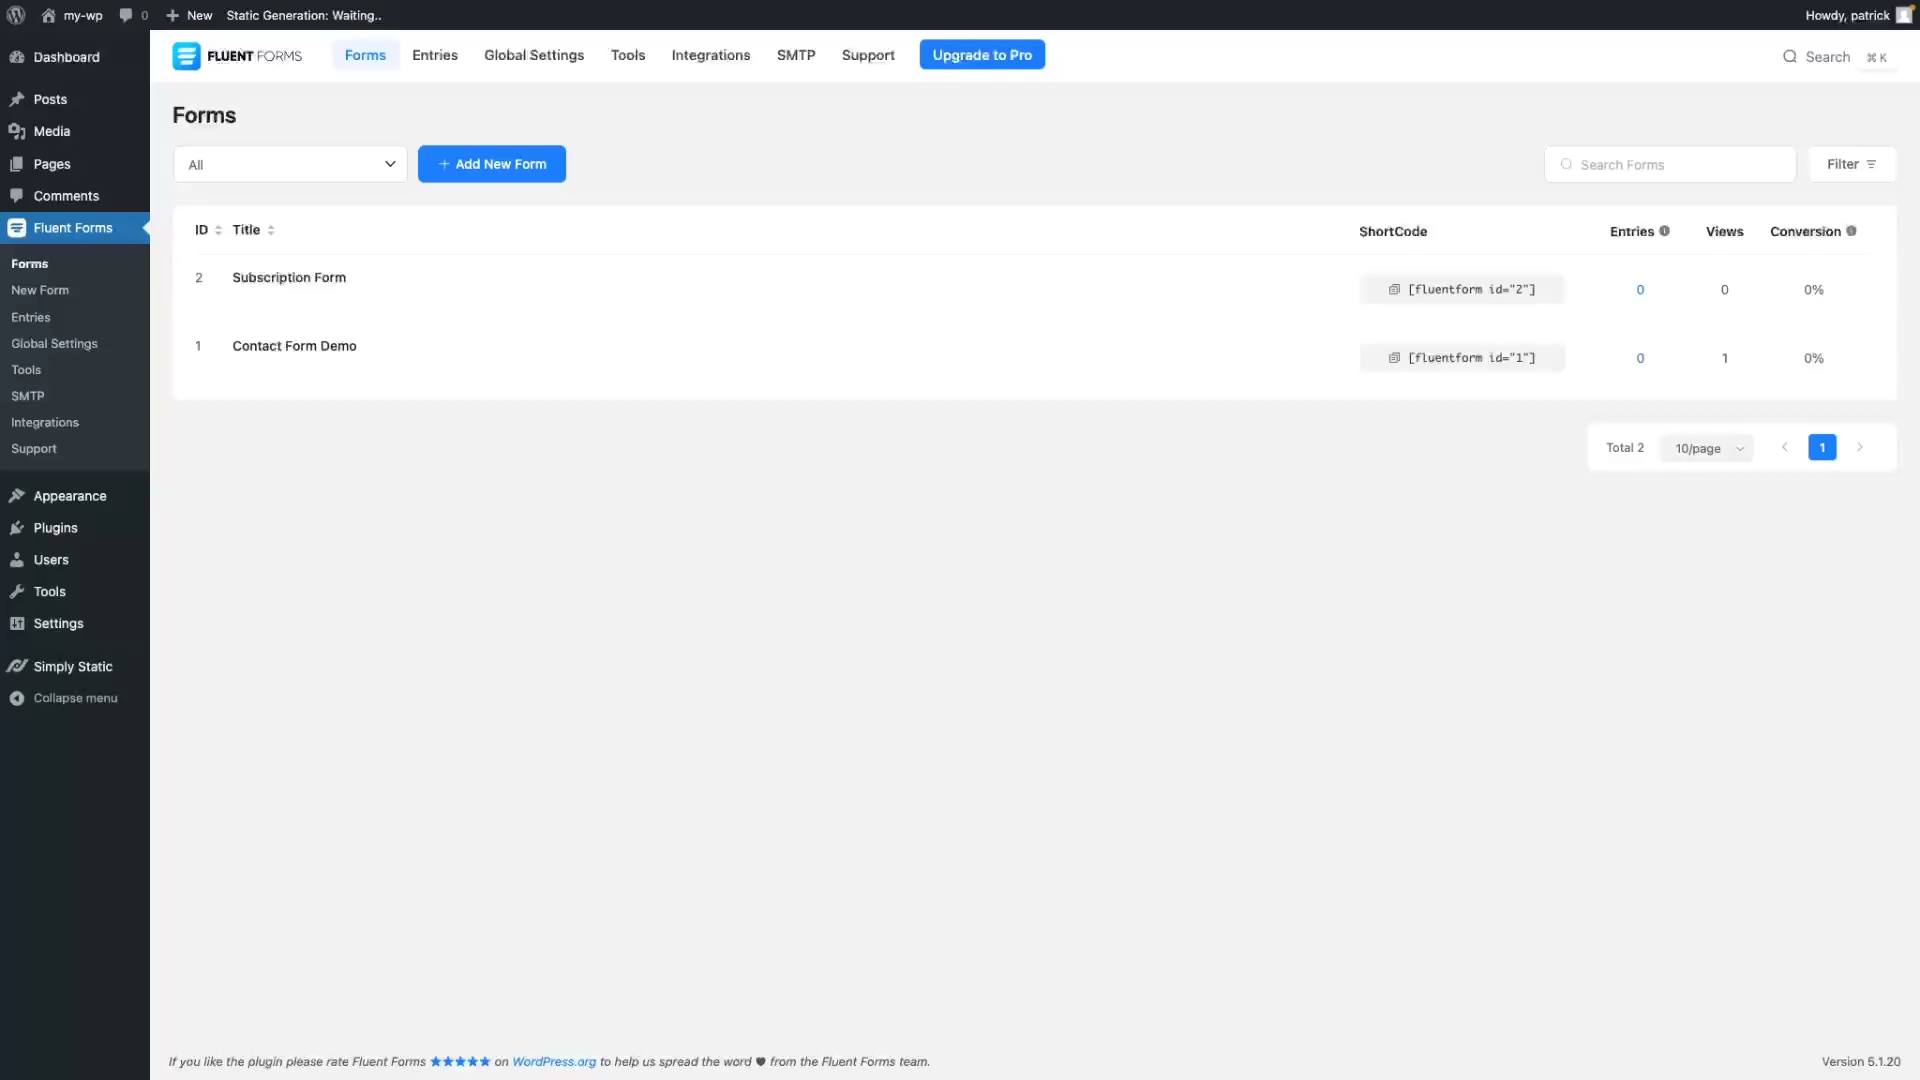 my-wp 0 New Static Generation: Waiting.. Howdy, patrick
Dashboard
Posts
Media
Pages
Comments
Fluent Forms
Forms
New Form
Entries
Global Settings
Tools
SMTP
Integrations
Support
Appearance
Plugins
Users
Tools
Settings
Simply Static
Collapse menu
FLUENT FORMS Forms Entries Global Settings Tools Integrations SMTP Support Upgrade to Pro Search ⌘ K
Forms
All + Add New Form Search Forms Filter
ID Title ShortCode Entries Views Conversion
2 Subscription Form [fluentform id="2"] 0 0 0%
1 Contact Form Demo [fluentform id="1"] 0 1 0%
Total 2 10/page 1
If you like the plugin please rate Fluent Forms ★★★★★ on WordPress.org to help us spread the word ♥ from the Fluent Forms team.
Version 5.1.20